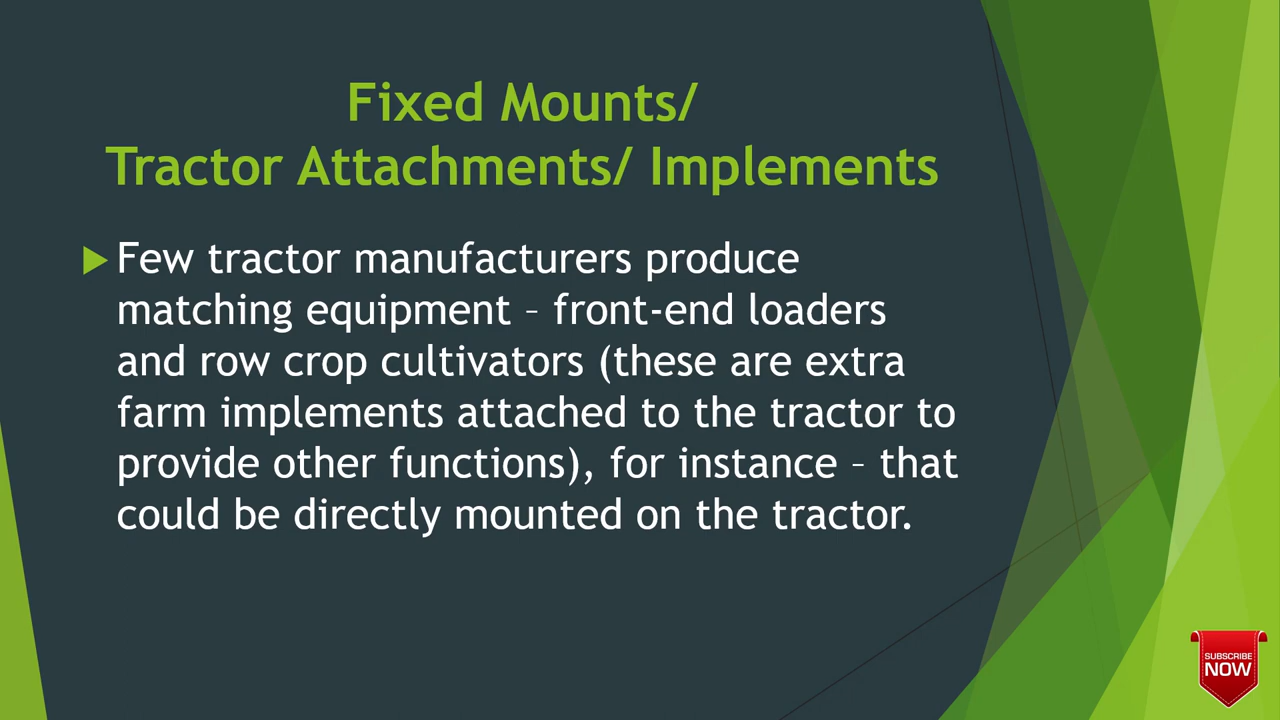 Fixed Mounts/
Tractor Attachments/ Implements
Few tractor manufacturers produce
matching equipment – front-end loaders
and row crop cultivators (these are extra
farm implements attached to the tractor to
provide other functions), for instance – that
could be directly mounted on the tractor.
SUBSCRIBE
NOW